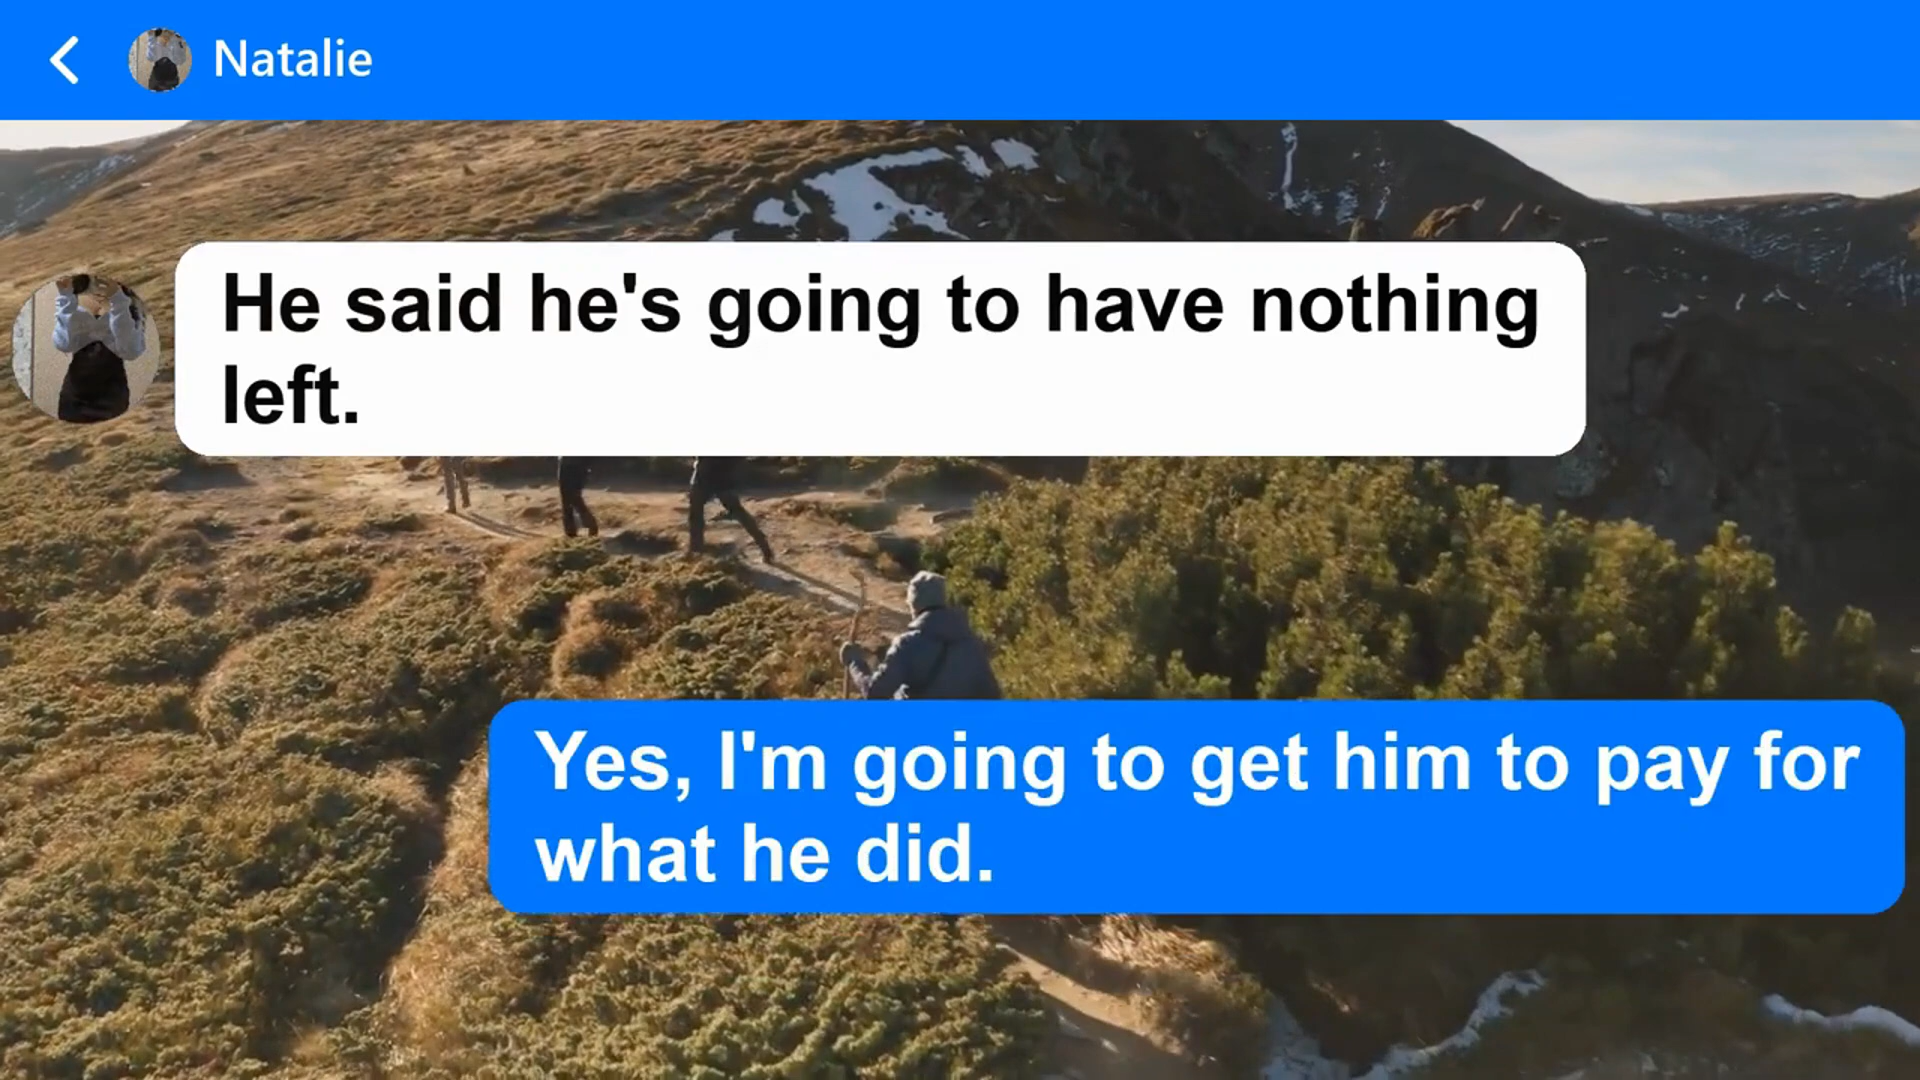 Natalie
He said he's going to have nothing
left.
Yes, I'm going to get him to pay for
what he did.